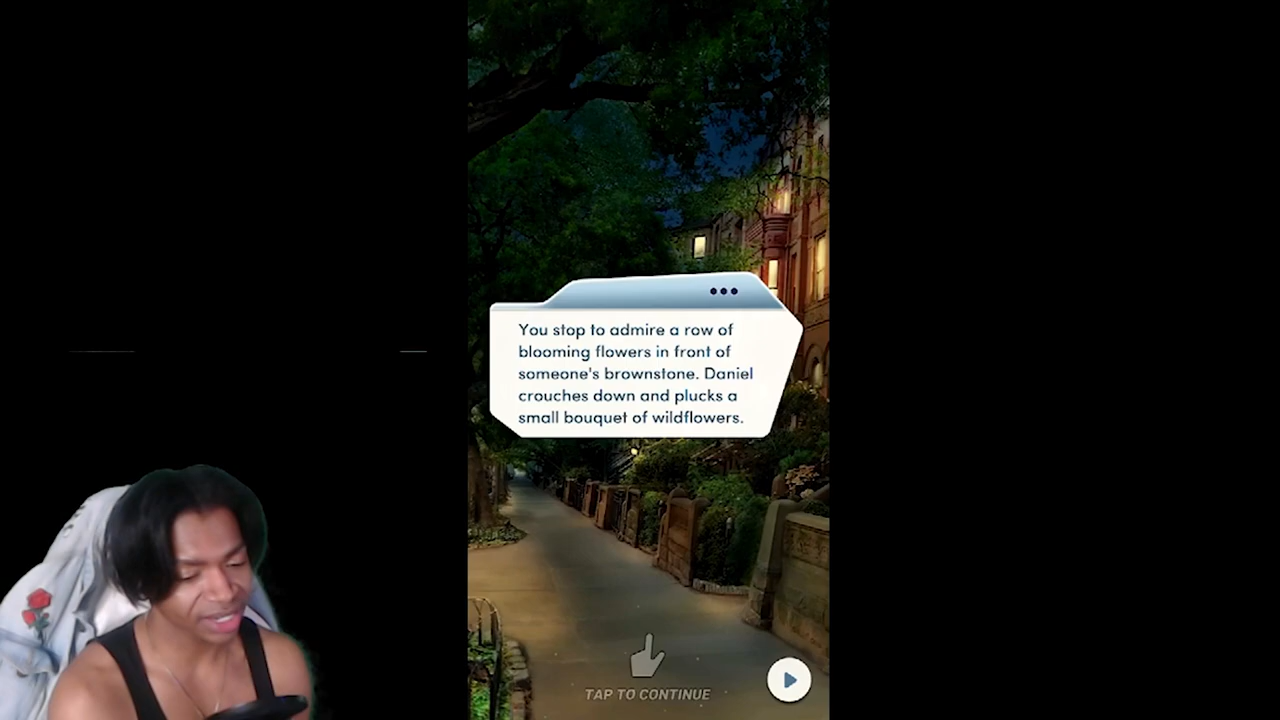 You stop to admire a row of
blooming flowers in front of
someone's brownstone. Daniel
crouches down and plucks a
small bouquet of wildflowers.
TAP TO CONTINUE